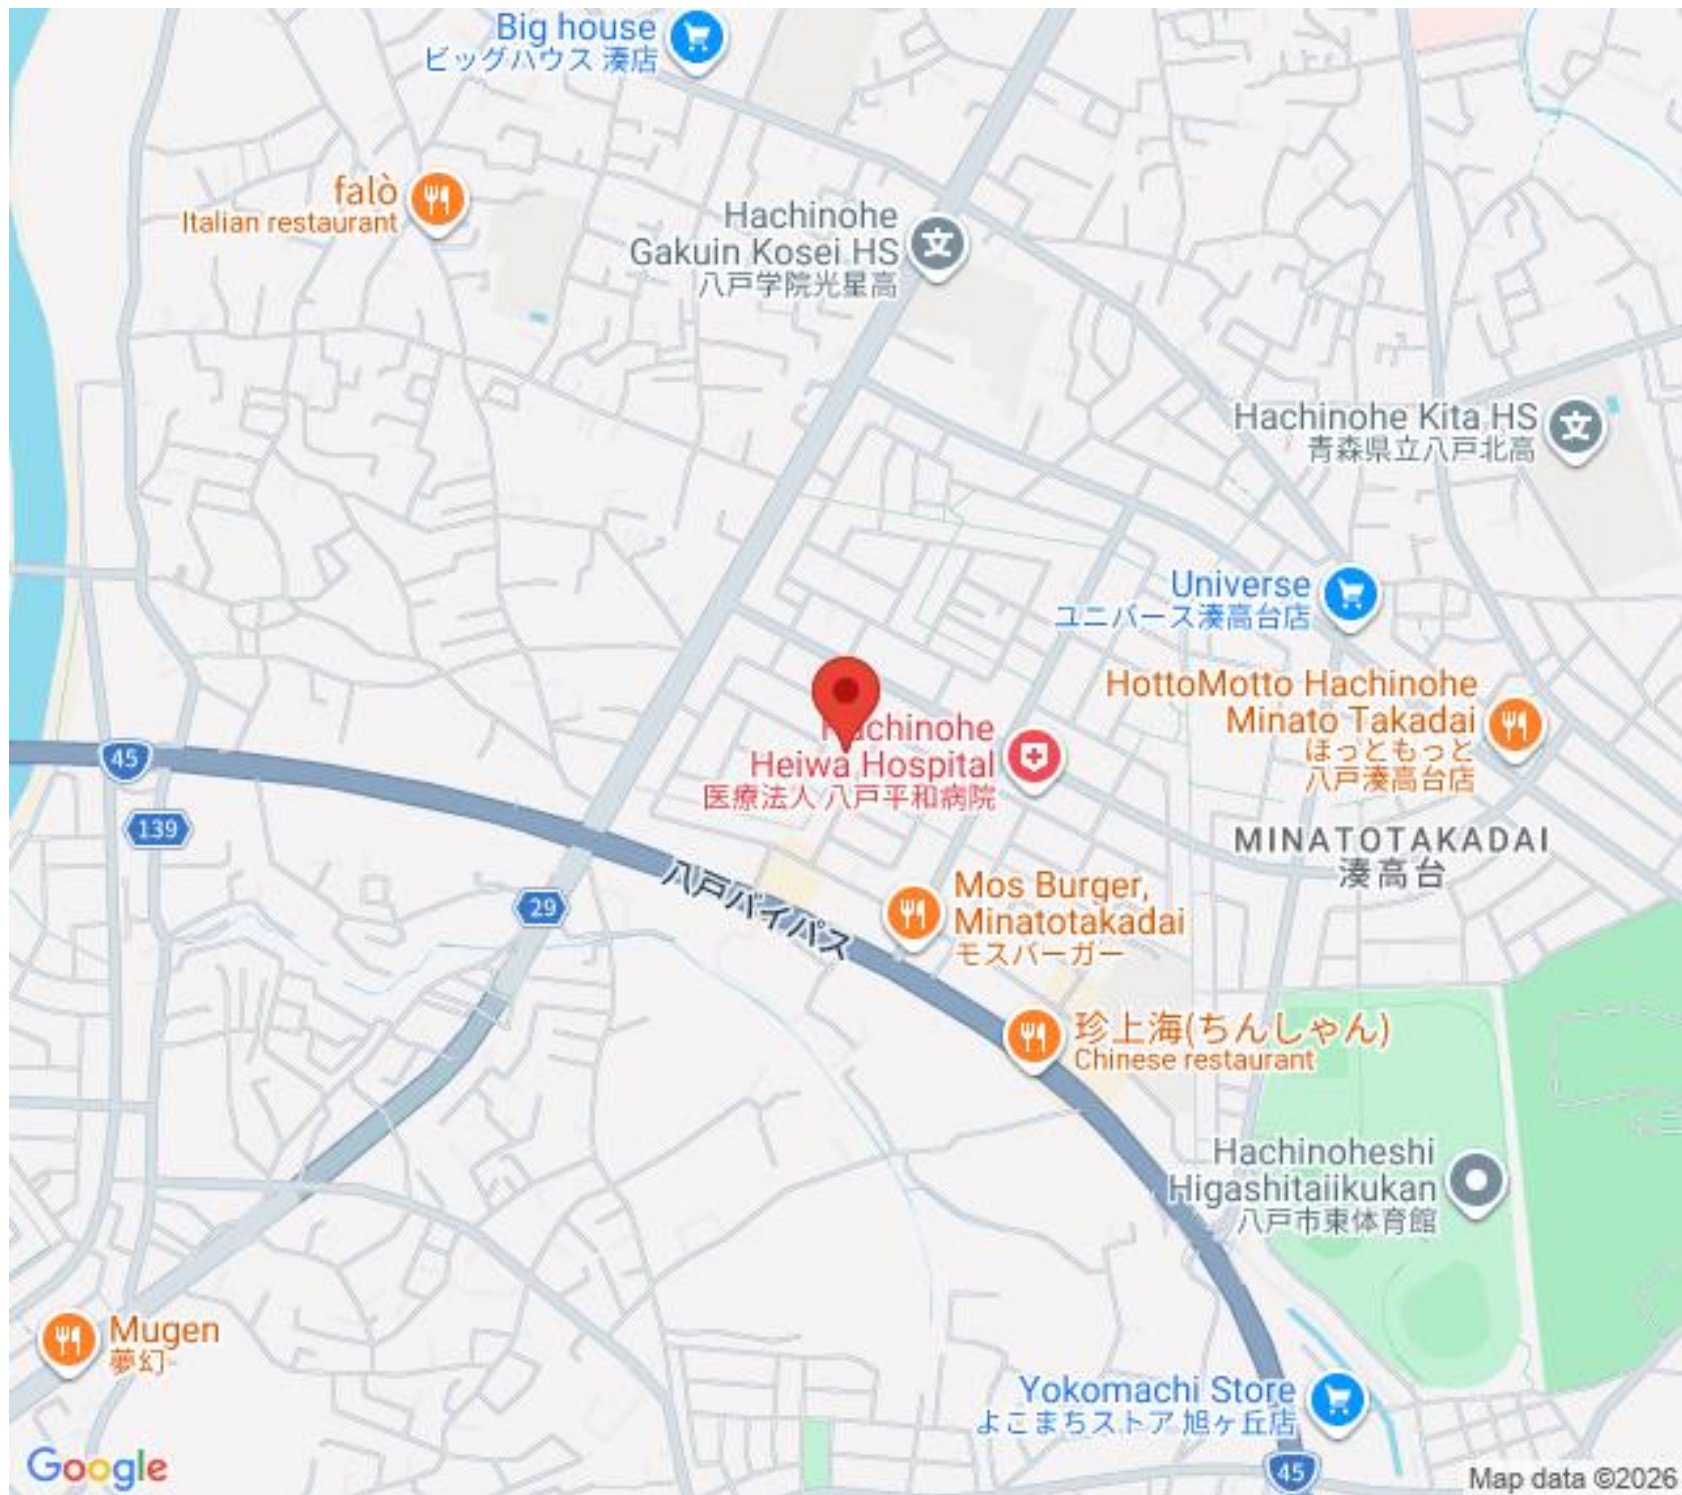 Big house
ビッグハウス 湊店
falò
Italian restaurant
Hachinohe
Gakuin Kosei HS
八戸学院光星高
Hachinohe Kita HS
青森県立八戸北高
Universe
ユニバース湊高台店
HottoMotto Hachinohe
Minato Takadai
ほっともっと
八戸湊高台店
Hachinohe
Heiwa Hospital
医療法人 八戸平和病院
45
139
MINATOTAKADAI
湊高台
八戸バイパス
29
Mos Burger,
Minatotakadai
モスバーガー
珍上海(ちんしゃん)
Chinese restaurant
Hachinoheshi
Higashitaiikukan
八戸市東体育館
Mugen
夢幻
Yokomachi Store
よこまちストア 旭ヶ丘店
45
Google
Map data ©2026